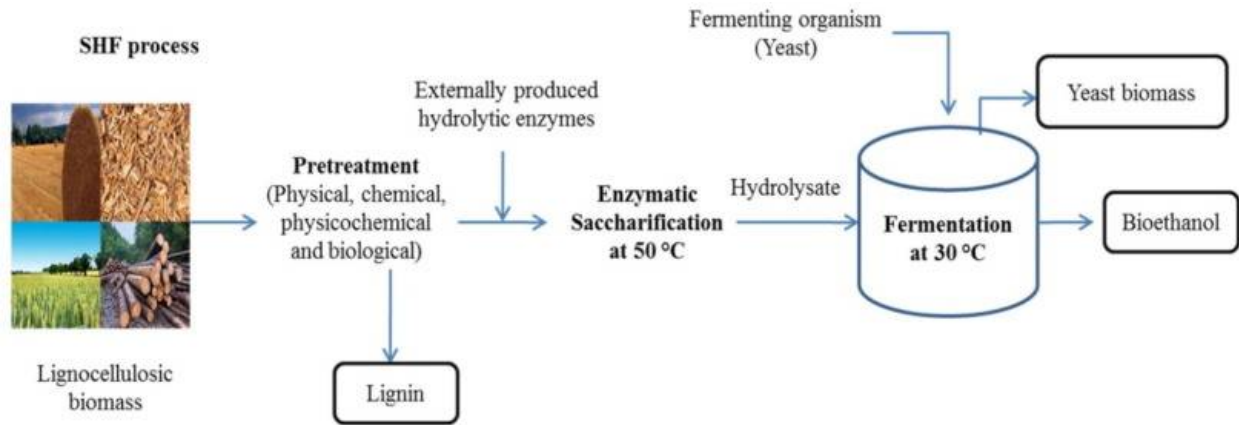 SHF process
Lignocellulosic
biomass
Pretreatment
(Physical, chemical,
physicochemical
and biological)
Lignin
Externally produced
hydrolytic enzymes
Enzymatic
Saccharification
at 50 °C
Hydrolysate
Fermenting organism
(Yeast)
Fermentation
at 30 °C
Yeast biomass
Bioethanol